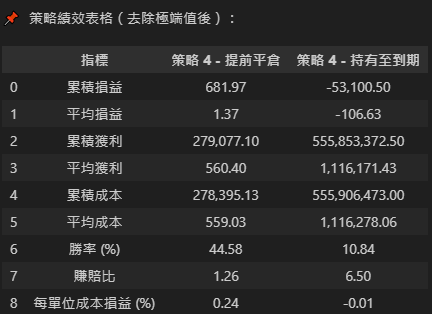 📌 策略績效表格（去除極端值後）：
指標 策略 4 - 提前平倉 策略 4 - 持有至到期
0 累積損益 681.97 -53,100.50
1 平均損益 1.37 -106.63
2 累積獲利 279,077.10 555,853,372.50
3 平均獲利 560.40 1,116,171.43
4 累積成本 278,395.13 555,906,473.00
5 平均成本 559.03 1,116,278.06
6 勝率 (%) 44.58 10.84
7 賺賠比 1.26 6.50
8 每單位成本損益 (%) 0.24 -0.01